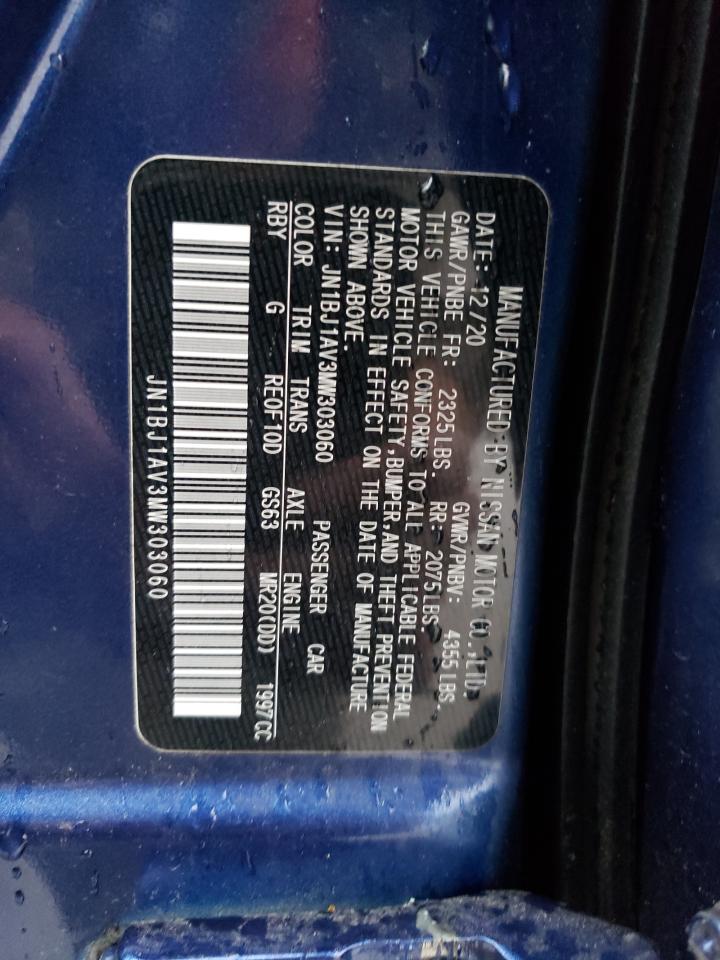 MANUFACTURED BY NISSAN MOTOR CO.,LTD.
DATE: 12/20 GVWR/PNBV: 4355LBS.
GAWR/PNBE FR: 2325LBS. RR: 2075LBS.
THIS VEHICLE CONFORMS TO ALL APPLICABLE FEDERAL
MOTOR VEHICLE SAFETY,BUMPER,AND THEFT PREVENTION
STANDARDS IN EFFECT ON THE DATE OF MANUFACTURE
SHOWN ABOVE.
VIN: JN1BJ1AV3MW303060 PASSENGER CAR
COLOR TRIM TRANS AXLE ENGINE
RBY G RE0F10D GS63 MR20(DD) 1997CC
JN1BJ1AV3MW303060